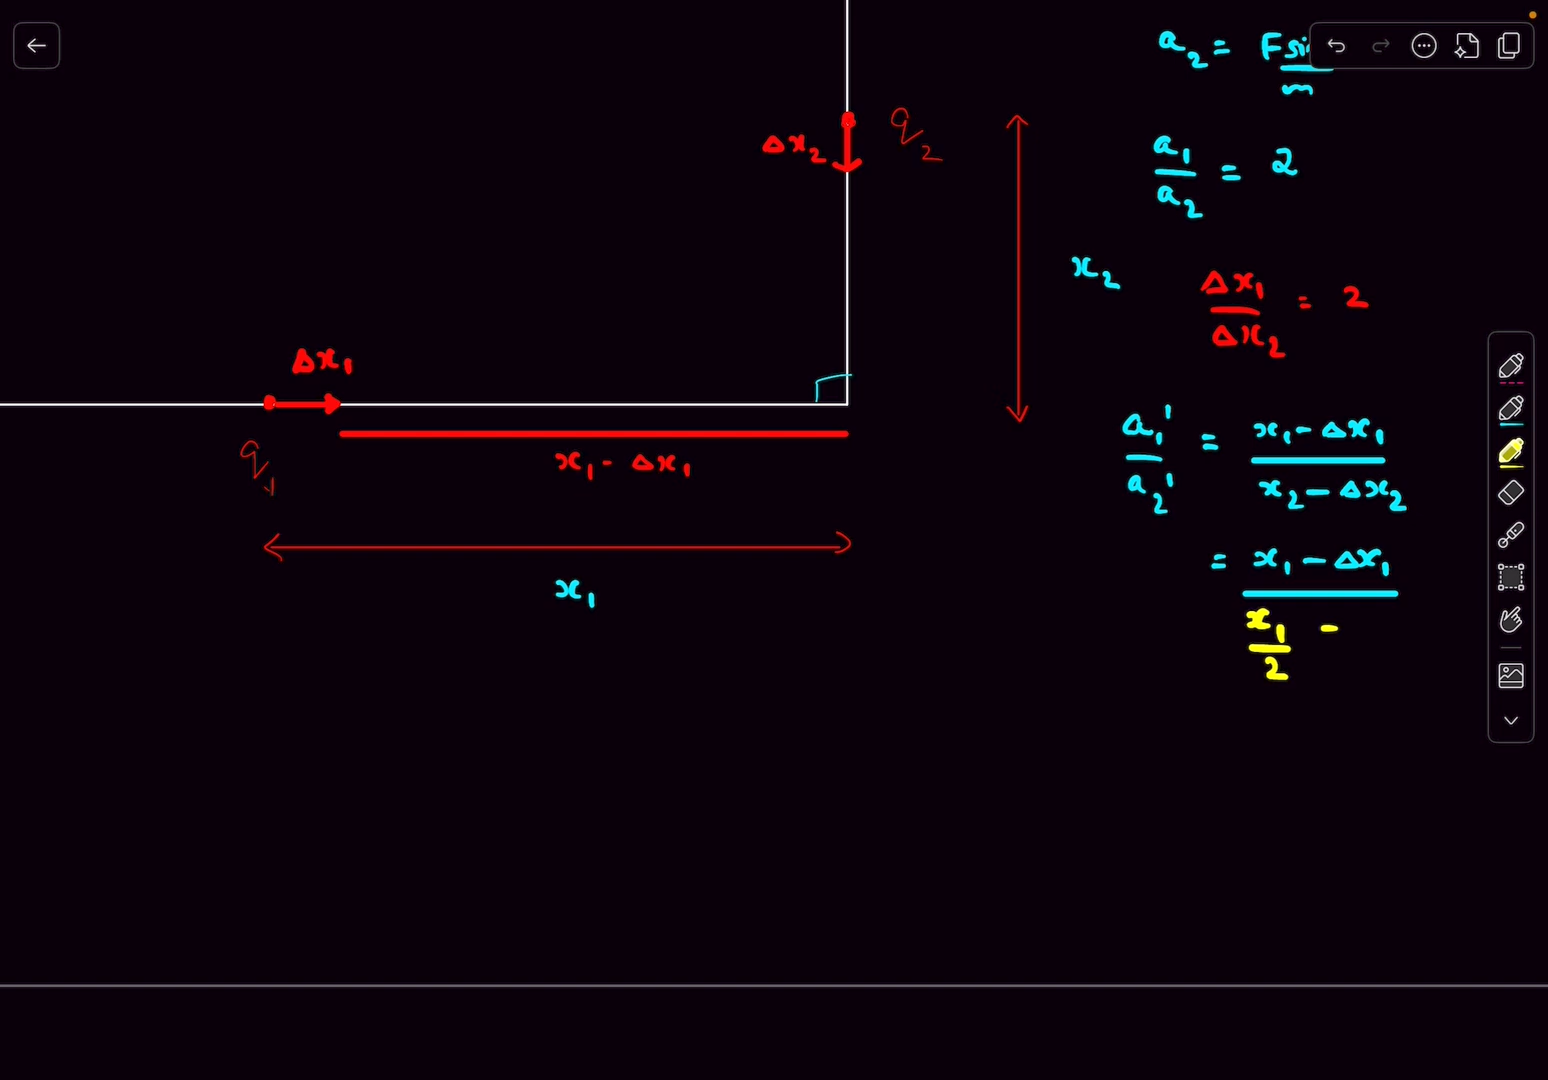 a₂ = F si
m
Δx₂
q₂
a₁/a₂ = 2
x₂
Δx₁/Δx₂ = 2
Δx₁
q₁
x₁ - Δx₁
a₁'/a₂' = (x₁ - Δx₁)/(x₂ - Δx₂)
x₁
= x₁ - Δx₁
x₁/2 -